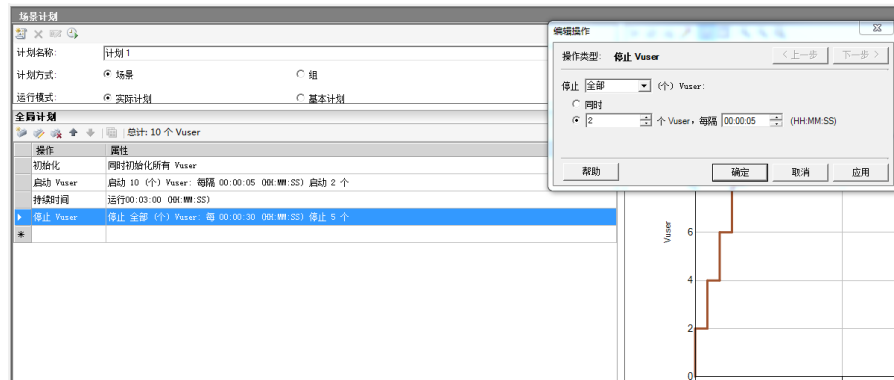 场景计划
计划名称: 计划 1
计划方式: 场景 组
运行模式: 实际计划 基本计划
全局计划
总计: 10 个 Vuser
操作 属性
初始化 同时初始化所有 Vuser
启动 Vuser 启动 10 (个) Vuser: 每隔 00:00:05 (HH:MM:SS) 启动 2 个
持续时间 运行00:03:00 (HH:MM:SS)
停止 Vuser 停止 全部 (个) Vuser: 每 00:00:30 (HH:MM:SS) 停止 5 个
编辑操作
操作类型: 停止 Vuser <上一步 下一步 >
停止 全部 (个) Vuser:
同时
2 个 Vuser，每隔 00:00:05 (HH:MM:SS)
帮助 确定 取消 应用
Vuser
6
4
2
0